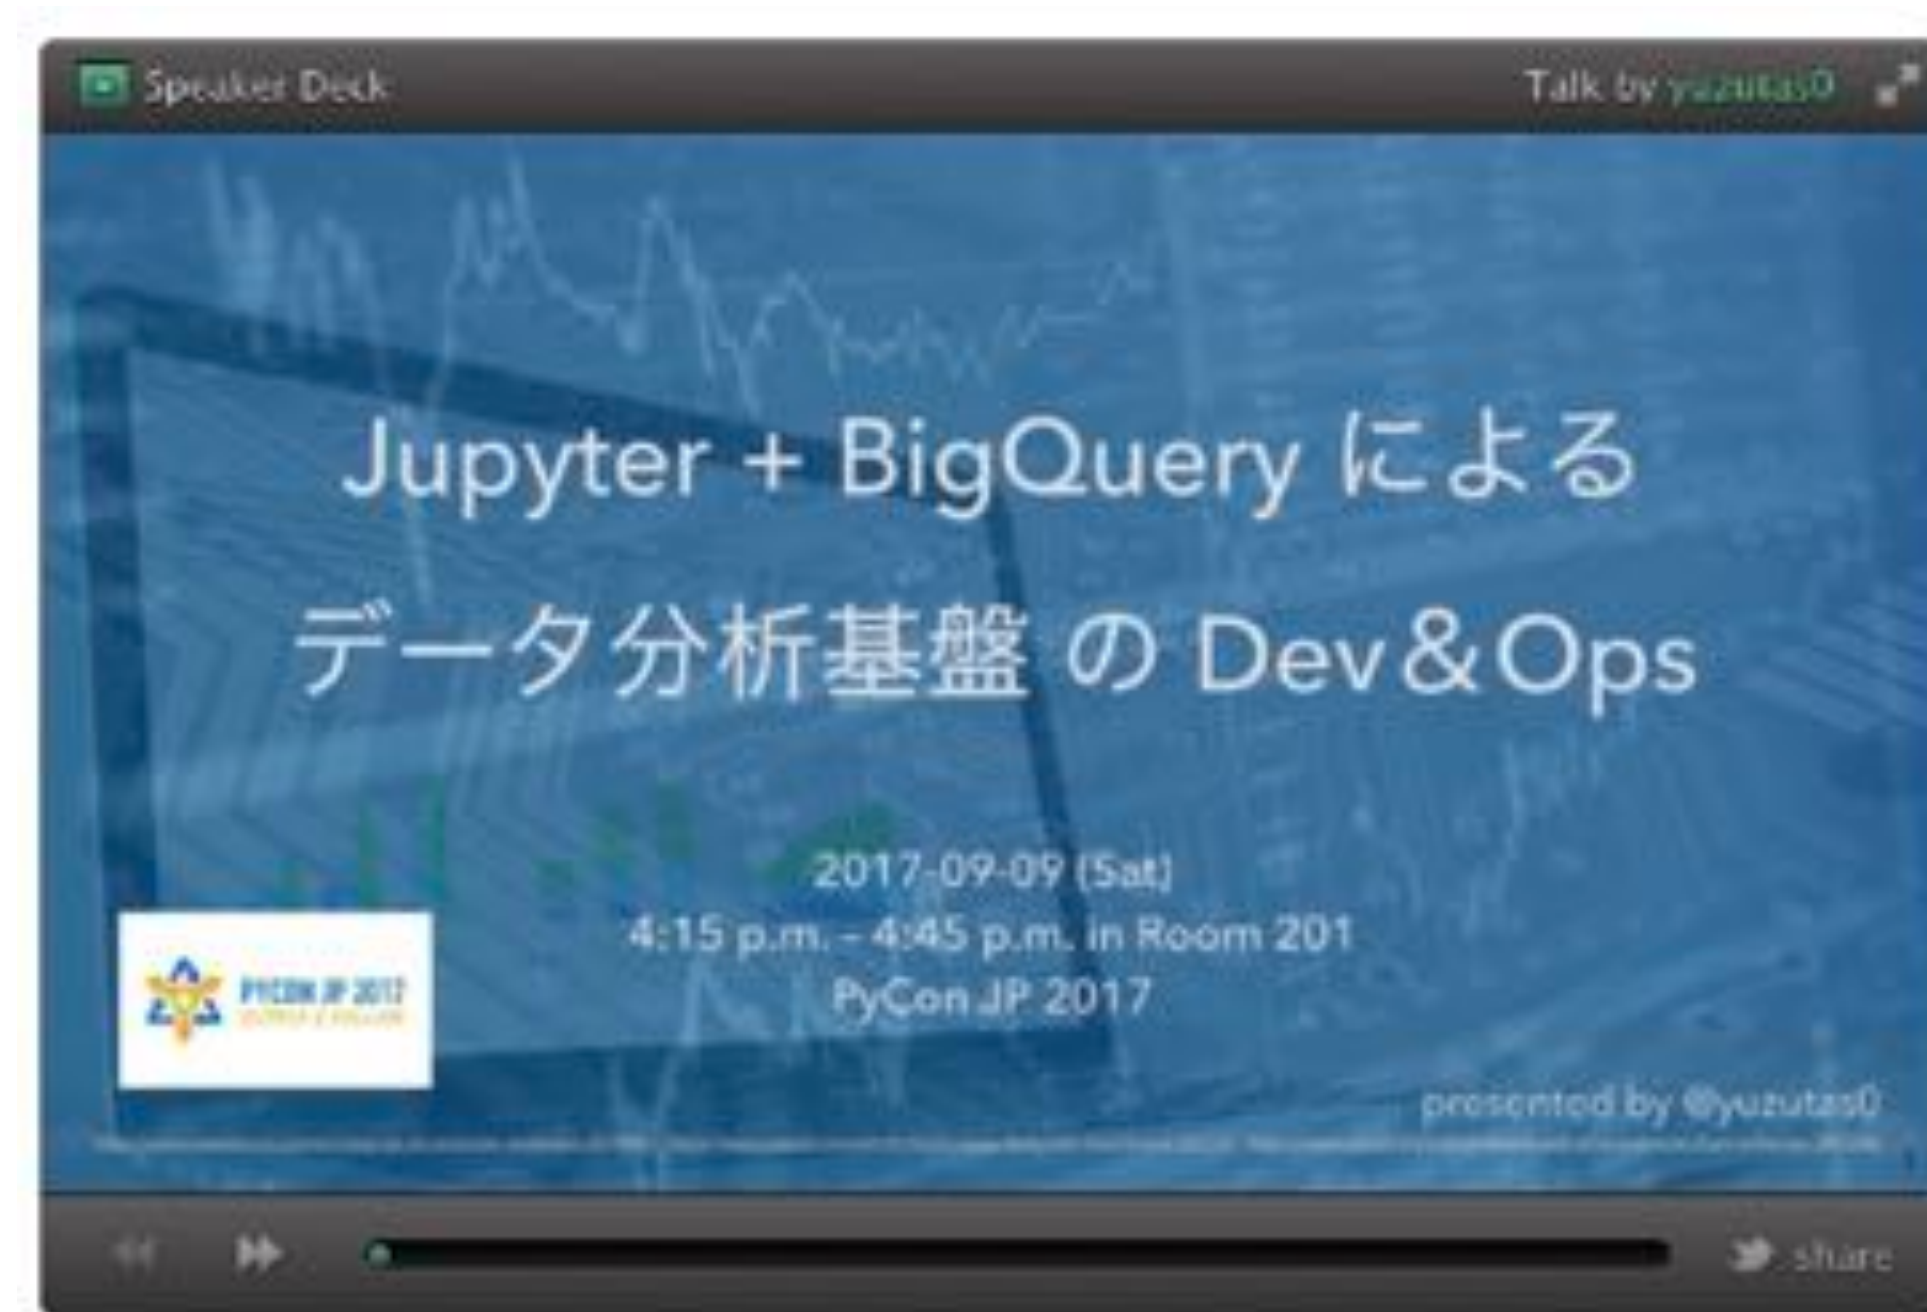 Speaker Deck
Talk by yuzutas0
Jupyter + BigQuery による
データ分析基盤 の Dev&Ops
2017-09-09 (Sat)
4:15 p.m. – 4:45 p.m. in Room 201
PyCon JP 2017
PYCON JP 2017
presented by @yuzutas0
share